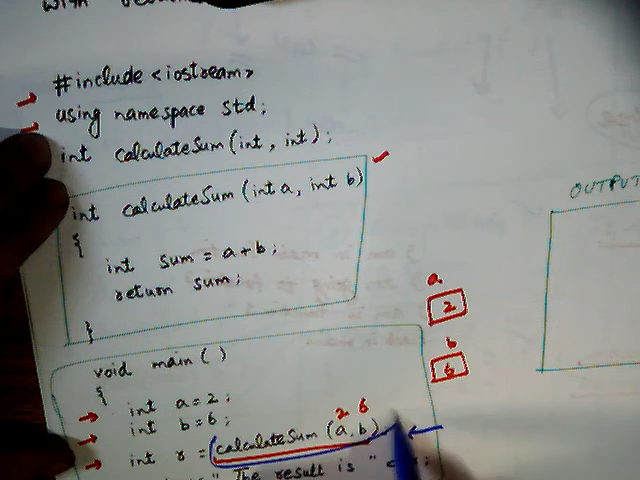 with
#include <iostream>
using namespace std;
int calculateSum (int, int);
int calculateSum (int a, int b)
{
int sum = a + b;
return sum;
}
void main ()
{
int a = 2;
int b = 6;
2 6
int r = calculateSum (a, b)
" The result is " <
a
2
b
6
OUTPUT